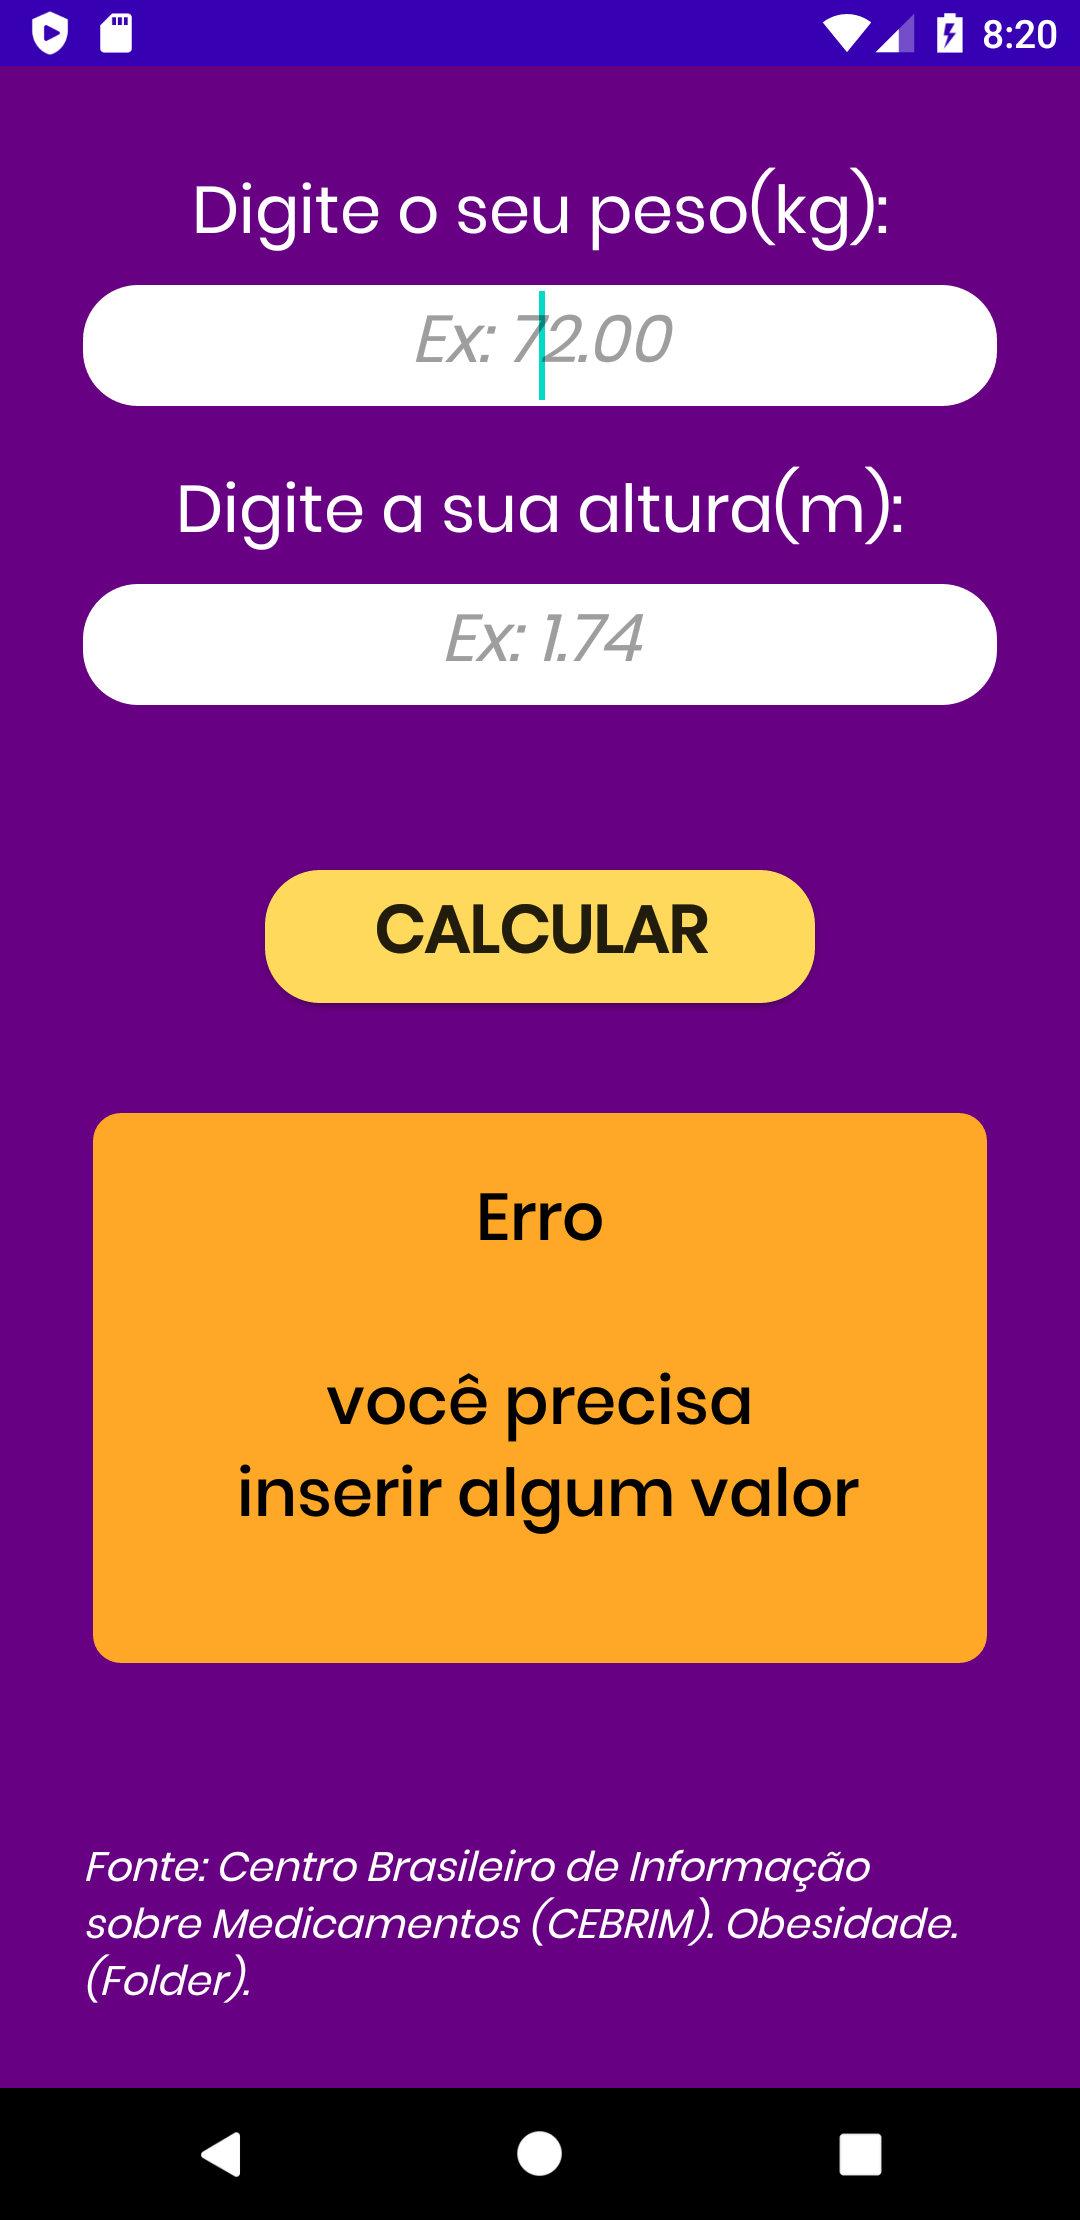 8:20
Digite o seu peso(kg):
Ex: 72.00
Digite a sua altura(m):
Ex: 1.74
CALCULAR
Erro
você precisa
inserir algum valor
Fonte: Centro Brasileiro de Informação
sobre Medicamentos (CEBRIM). Obesidade.
(Folder).